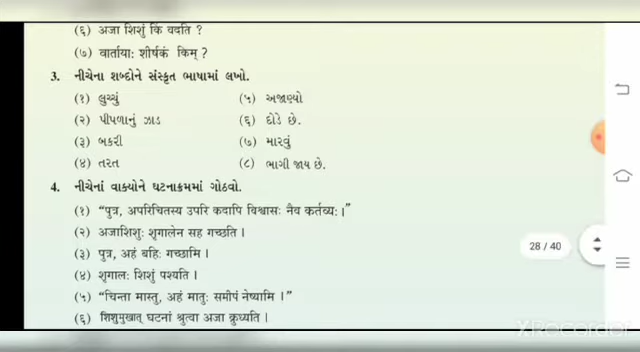 (६) अजा शिशुं किं वदति ?
(૭) वार्तायाः शीर्षकं किम् ?
3. નીચેના શબ્દોને સંસ્કૃત ભાષામાં લખો.
(૧) લુચ્ચું (૫) અજાણ્યો
(૨) પીપળાનું ઝાડ (૬) દોડે છે.
(૩) બકરી (૭) મારવું
(૪) તરત (૮) ભાગી જાય છે.
4. નીચેનાં વાક્યોને ઘટનાક્રમમાં ગોઠવો.
(૧) “पुत्र, अपरिचितस्य उपरि कदापि विश्वासः नैव कर्तव्यः ।”
(૨) अजाशिशुः शृगालेन सह गच्छति ।
(૩) पुत्र, अहं बहिः गच्छामि ।
28 / 40
(૪) शृगालः शिशुं पश्यति ।
(૫) “चिन्ता मास्तु, अहं मातुः समीपं नेष्यामि ।”
(૬) शिशुमुखात् घटनां श्रुत्वा अजा क्रुध्यति ।
XRecorder